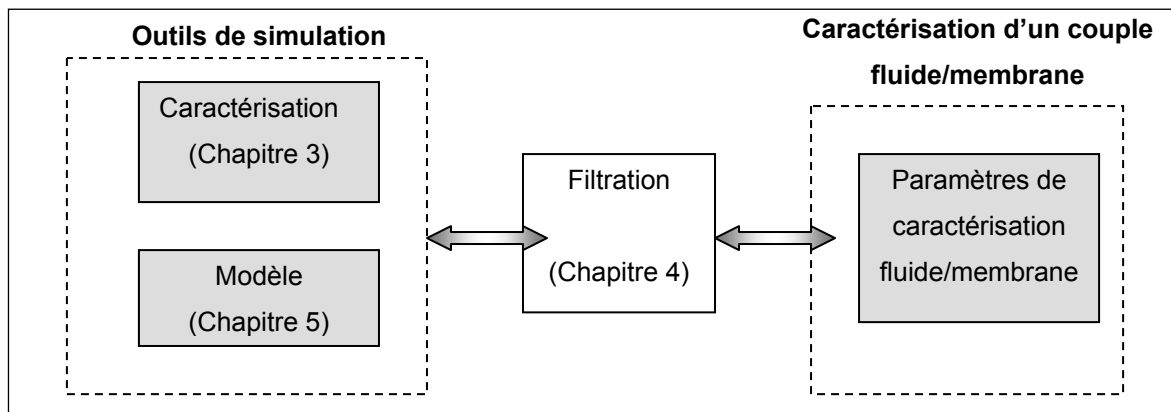 Outils de simulation
Caractérisation
(Chapitre 3)
Modèle
(Chapitre 5)
Filtration
(Chapitre 4)
Caractérisation d'un couple
fluide/membrane
Paramètres de
caractérisation
fluide/membrane